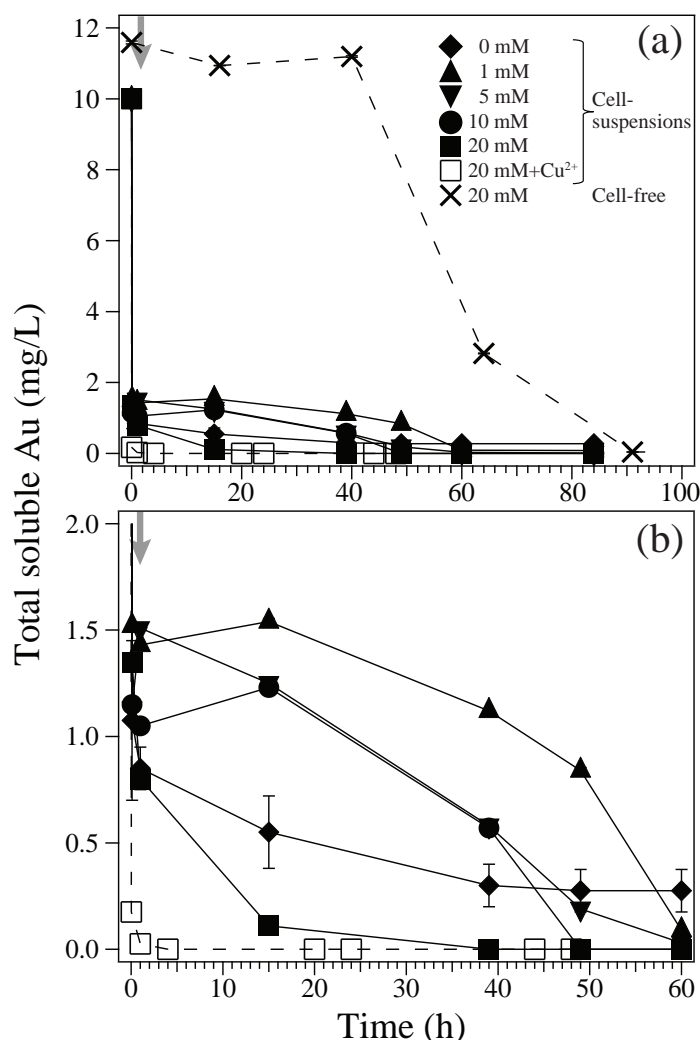 (a)
12
10
8
6
4
2
0
0 mM
1 mM
5 mM
10 mM
20 mM
20 mM+Cu²⁺
20 mM
Cell-
suspensions
Cell-free
0 20 40 60 80 100
Total soluble Au (mg/L)
(b)
2.0
1.5
1.0
0.5
0.0
0 10 20 30 40 50 60
Time (h)